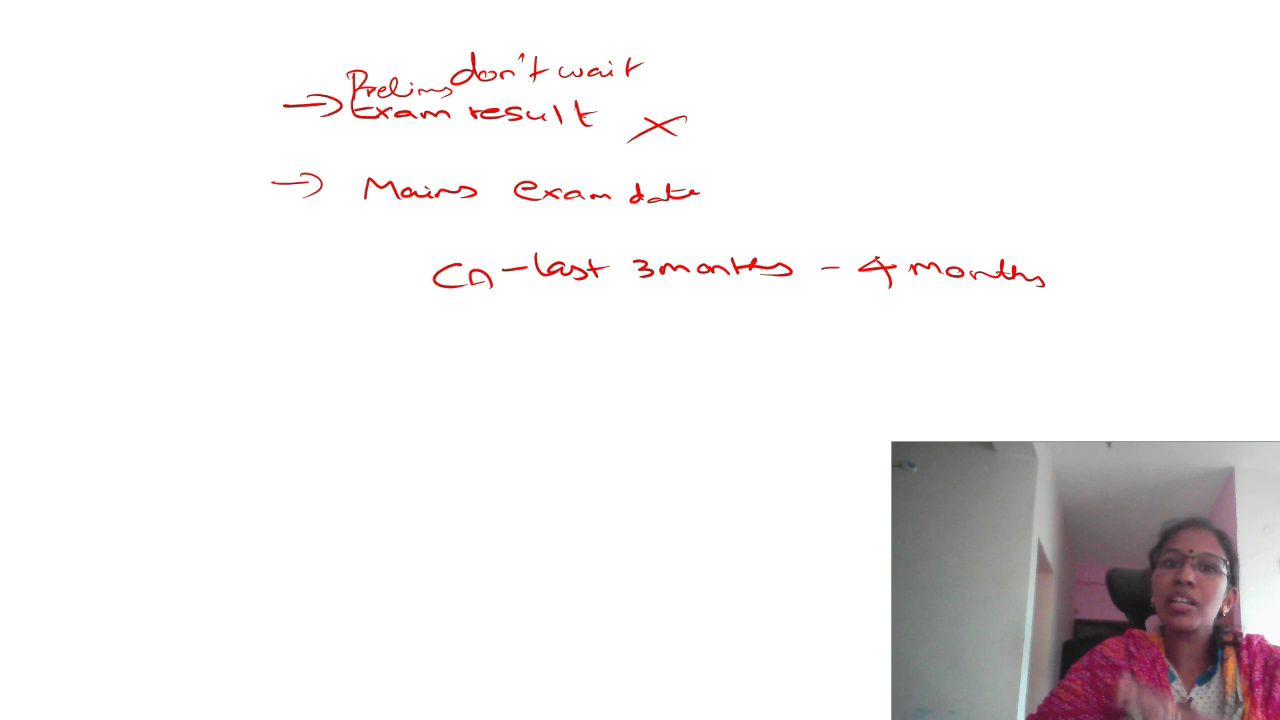 Prelims don't wait
→ Exam result X
→ Mains exam date
CA - last 3 months - 4 months